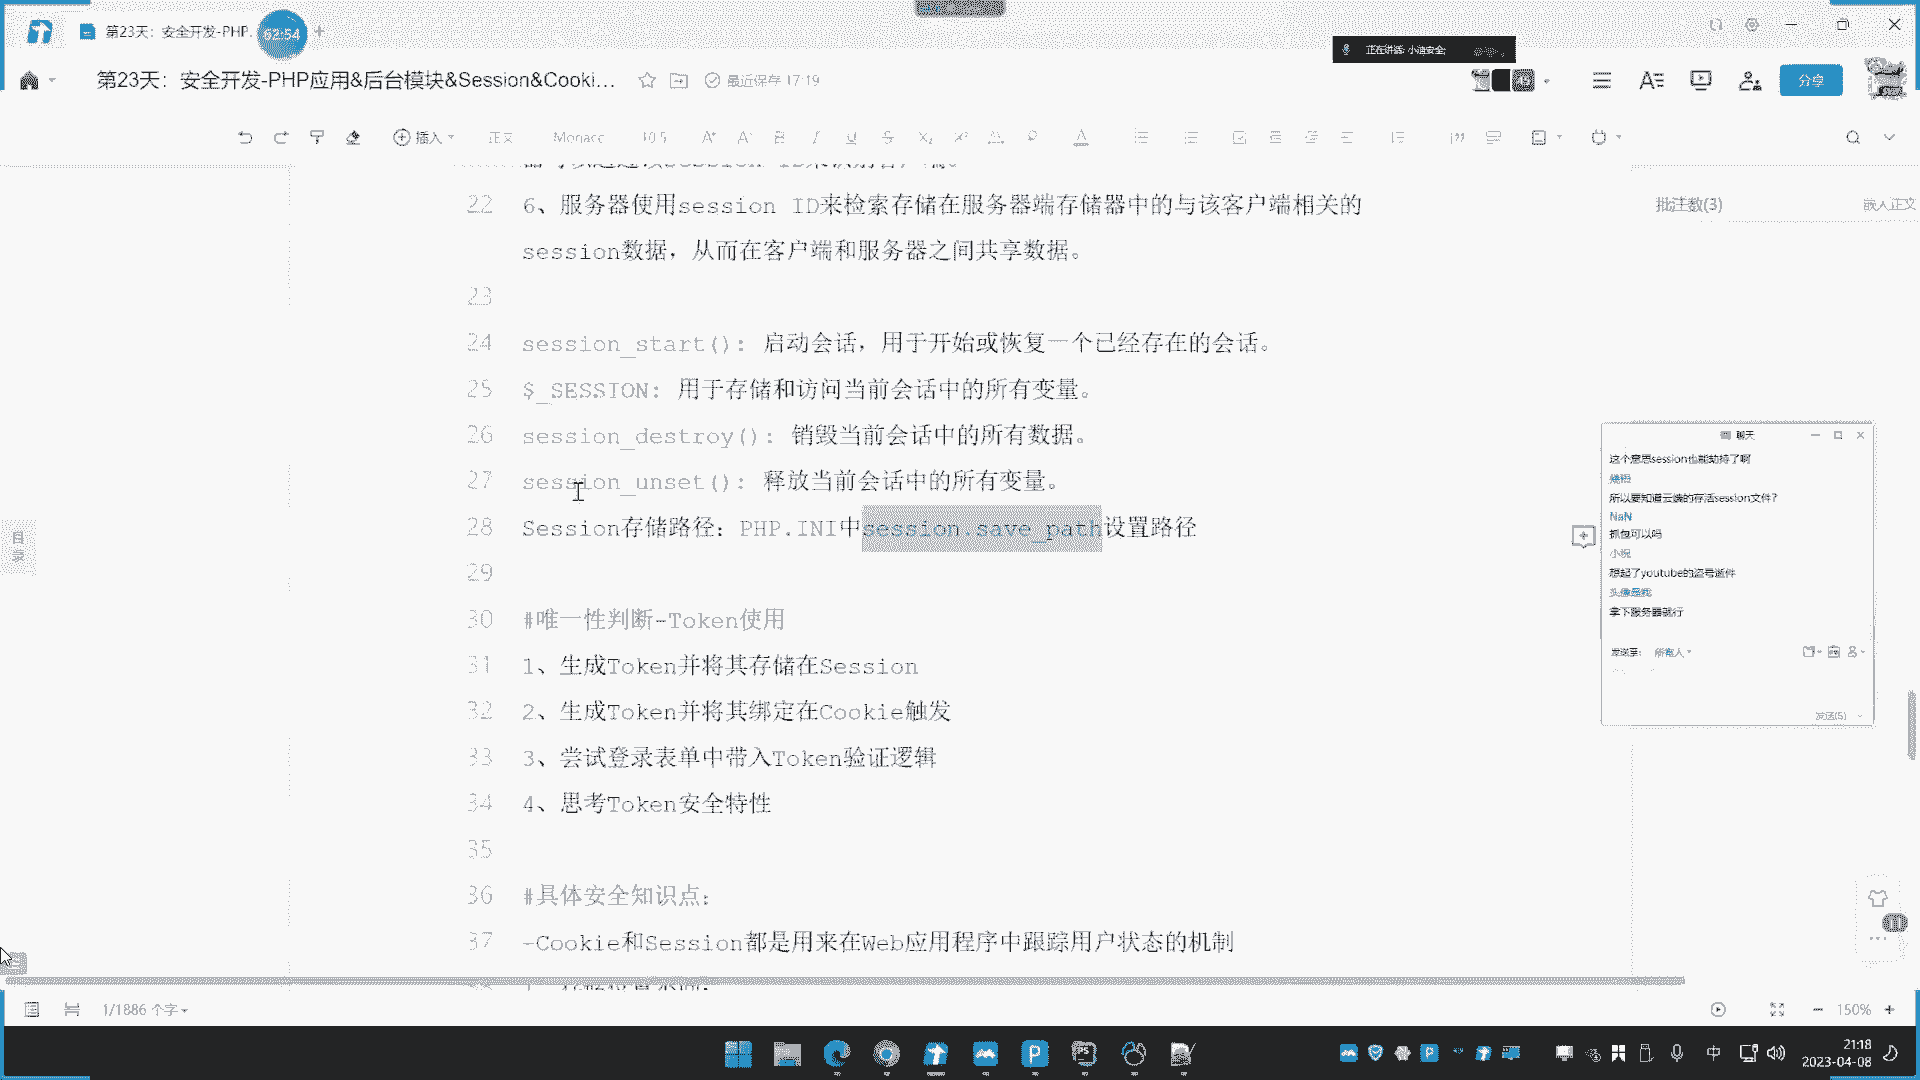 第23天：安全开发-PHP.
62:54
正在讲话: 小迪安全;
第23天：安全开发-PHP应用&后台模块&Session&Cooki...
最近保存 17:19
分享
插入
正文
Monaco
10.5
22 6、服务器使用session ID来检索存储在服务器端存储器中的与该客户端相关的
session数据，从而在客户端和服务器之间共享数据。
23
24 session_start(): 启动会话，用于开始或恢复一个已经存在的会话。
25 $_SESSION: 用于存储和访问当前会话中的所有变量。
26 session_destroy(): 销毁当前会话中的所有数据。
27 session_unset(): 释放当前会话中的所有变量。
28 Session存储路径：PHP.INI中session.save_path设置路径
29
30 #唯一性判断-Token使用
31 1、生成Token并将其存储在Session
32 2、生成Token并将其绑定在Cookie触发
33 3、尝试登录表单中带入Token验证逻辑
34 4、思考Token安全特性
35
36 #具体安全知识点：
37 -Cookie和Session都是用来在Web应用程序中跟踪用户状态的机制
批注数(3)
嵌入正文
聊天
这个意思session也能劫持了啊
所以要知道云端的存活session文件?
NaN
抓包可以吗
想起了youtube的盗号事件
拿下服务器就行
发送至:
所有人
发送(S)
目录
1/1886 个字
150%
中
21:18
2023-04-08